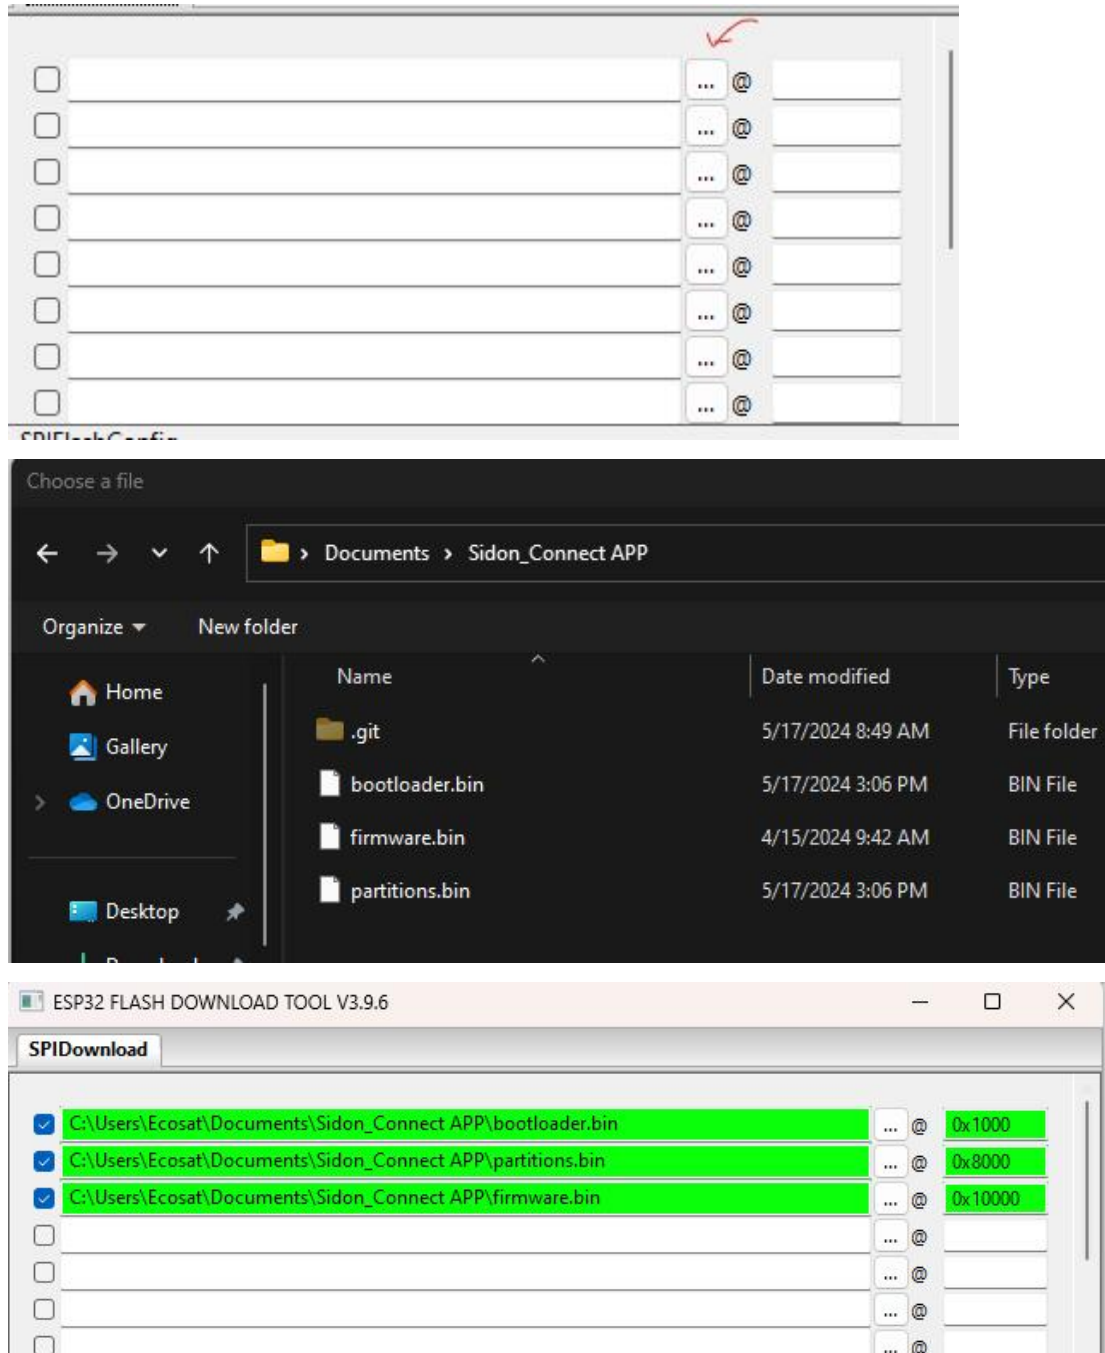 ... @
... @
... @
... @
... @
... @
... @
... @
SPIFlashConfig
Choose a file
Documents > Sidon_Connect APP
Organize New folder
Name Date modified Type
Home
.git 5/17/2024 8:49 AM File folder
Gallery
bootloader.bin 5/17/2024 3:06 PM BIN File
OneDrive
firmware.bin 4/15/2024 9:42 AM BIN File
partitions.bin 5/17/2024 3:06 PM BIN File
Desktop
ESP32 FLASH DOWNLOAD TOOL V3.9.6
SPIDownload
C:\Users\Ecosat\Documents\Sidon_Connect APP\bootloader.bin ... @ 0x1000
C:\Users\Ecosat\Documents\Sidon_Connect APP\partitions.bin ... @ 0x8000
C:\Users\Ecosat\Documents\Sidon_Connect APP\firmware.bin ... @ 0x10000
... @
... @
... @
... @